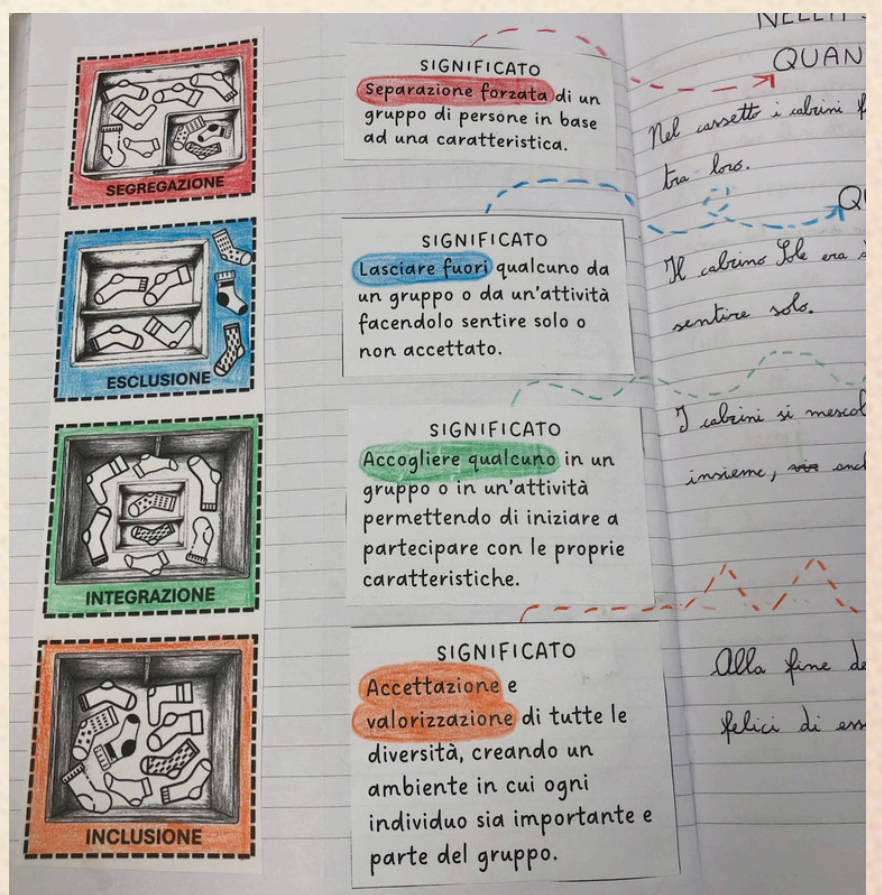 SEGREGAZIONE
SIGNIFICATO
Separazione forzata di un
gruppo di persone in base
ad una caratteristica.
ESCLUSIONE
SIGNIFICATO
Lasciare fuori qualcuno da
un gruppo o da un'attività
facendolo sentire solo o
non accettato.
INTEGRAZIONE
SIGNIFICATO
Accogliere qualcuno in un
gruppo o in un'attività
permettendo di iniziare a
partecipare con le proprie
caratteristiche.
INCLUSIONE
SIGNIFICATO
Accettazione e
valorizzazione di tutte le
diversità, creando un
ambiente in cui ogni
individuo sia importante e
parte del gruppo.
QUAN
Nel cassetto i calzini f
tra loro.
QU
Il calzino Sole era
sentire solo.
I calzini si mescol
insieme, anch
Alla fine de
felici di ess